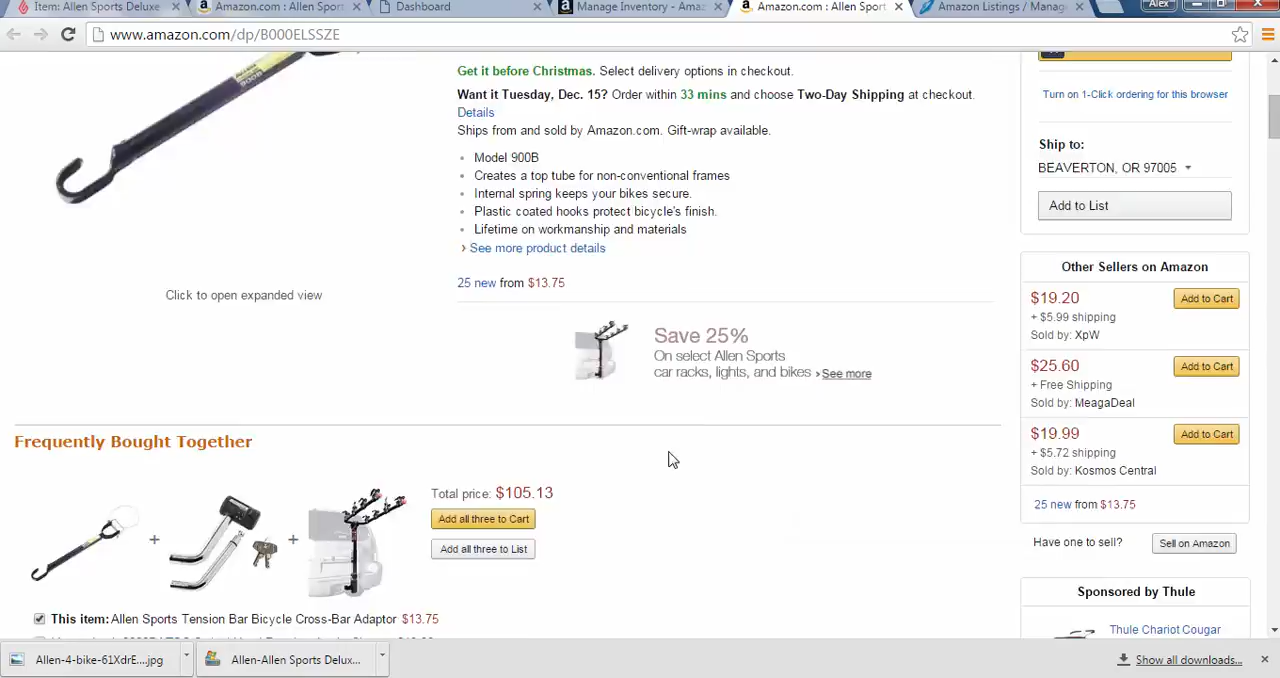 Item: Allen Sports Deluxe
Amazon.com : Allen Sport
Dashboard
Manage Inventory - Amaz
Amazon.com : Allen Sport
Amazon Listings / Manage
Alex
www.amazon.com/dp/B000ELSSZE
900B
Get it before Christmas. Select delivery options in checkout.
Want it Tuesday, Dec. 15? Order within 33 mins and choose Two-Day Shipping at checkout.
Details
Ships from and sold by Amazon.com. Gift-wrap available.
• Model 900B
• Creates a top tube for non-conventional frames
• Internal spring keeps your bikes secure.
• Plastic coated hooks protect bicycle's finish.
• Lifetime on workmanship and materials
› See more product details
Click to open expanded view
25 new from $13.75
Save 25%
On select Allen Sports
car racks, lights, and bikes › See more
Turn on 1-Click ordering for this browser
Ship to:
BEAVERTON, OR 97005
Add to List
Other Sellers on Amazon
$19.20 Add to Cart
+ $5.99 shipping
Sold by: XpW
$25.60 Add to Cart
+ Free Shipping
Sold by: MeagaDeal
$19.99 Add to Cart
+ $5.72 shipping
Sold by: Kosmos Central
25 new from $13.75
Have one to sell? Sell on Amazon
Sponsored by Thule
Thule Chariot Cougar
Frequently Bought Together
Total price: $105.13
Add all three to Cart
Add all three to List
This item: Allen Sports Tension Bar Bicycle Cross-Bar Adaptor $13.75
Allen-4-bike-61XdrE....jpg
Allen-Allen Sports Delux...
Show all downloads...